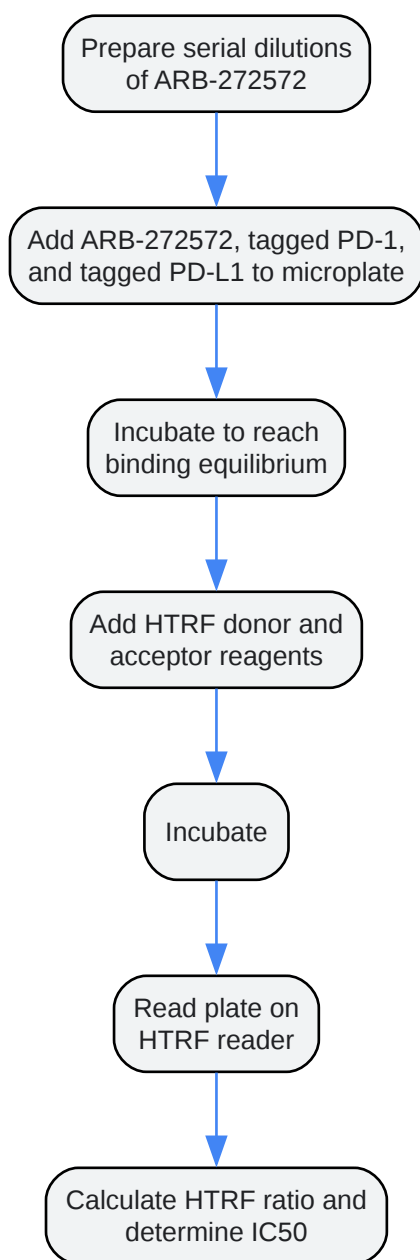 Prepare serial dilutions
of ARB-272572
Add ARB-272572, tagged PD-1,
and tagged PD-L1 to microplate
Incubate to reach
binding equilibrium
Add HTRF donor and
acceptor reagents
Incubate
Read plate on
HTRF reader
Calculate HTRF ratio and
determine IC50